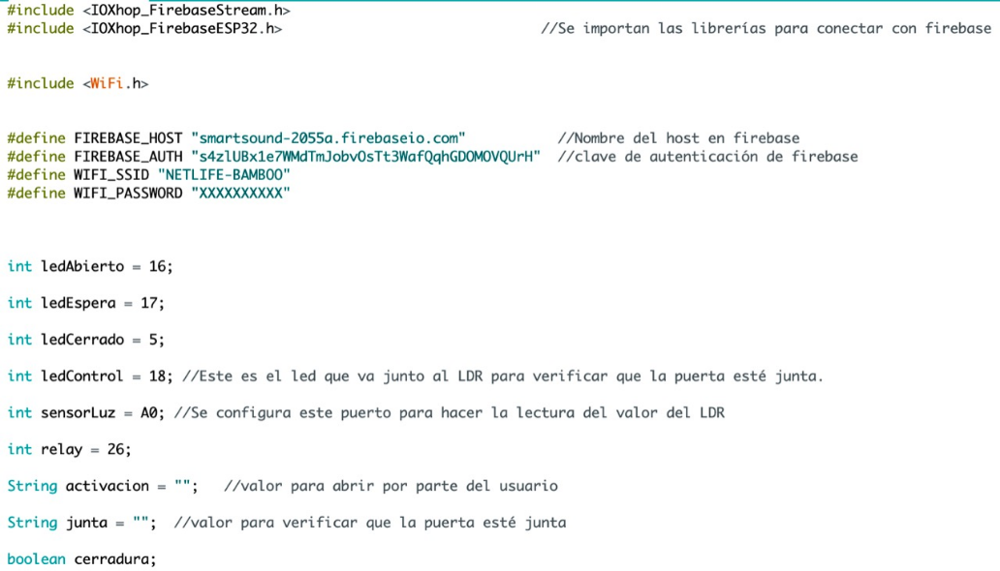 #include <IOXhop_FirebaseStream.h>
#include <IOXhop_FirebaseESP32.h> //Se importan las librerías para conectar con firebase
#include <WiFi.h>
#define FIREBASE_HOST "smartsound-2055a.firebaseio.com" //Nombre del host en firebase
#define FIREBASE_AUTH "s4zlUBx1e7WMdTmJobvOsTt3WafQqhGDOMOVQUrH" //clave de autenticación de firebase
#define WIFI_SSID "NETLIFE-BAMBOO"
#define WIFI_PASSWORD "XXXXXXXXXX"
int ledAbierto = 16;
int ledEspera = 17;
int ledCerrado = 5;
int ledControl = 18; //Este es el led que va junto al LDR para verificar que la puerta esté junta.
int sensorLuz = A0; //Se configura este puerto para hacer la lectura del valor del LDR
int relay = 26;
String activacion = ""; //valor para abrir por parte del usuario
String junta = ""; //valor para verificar que la puerta esté junta
boolean cerradura;